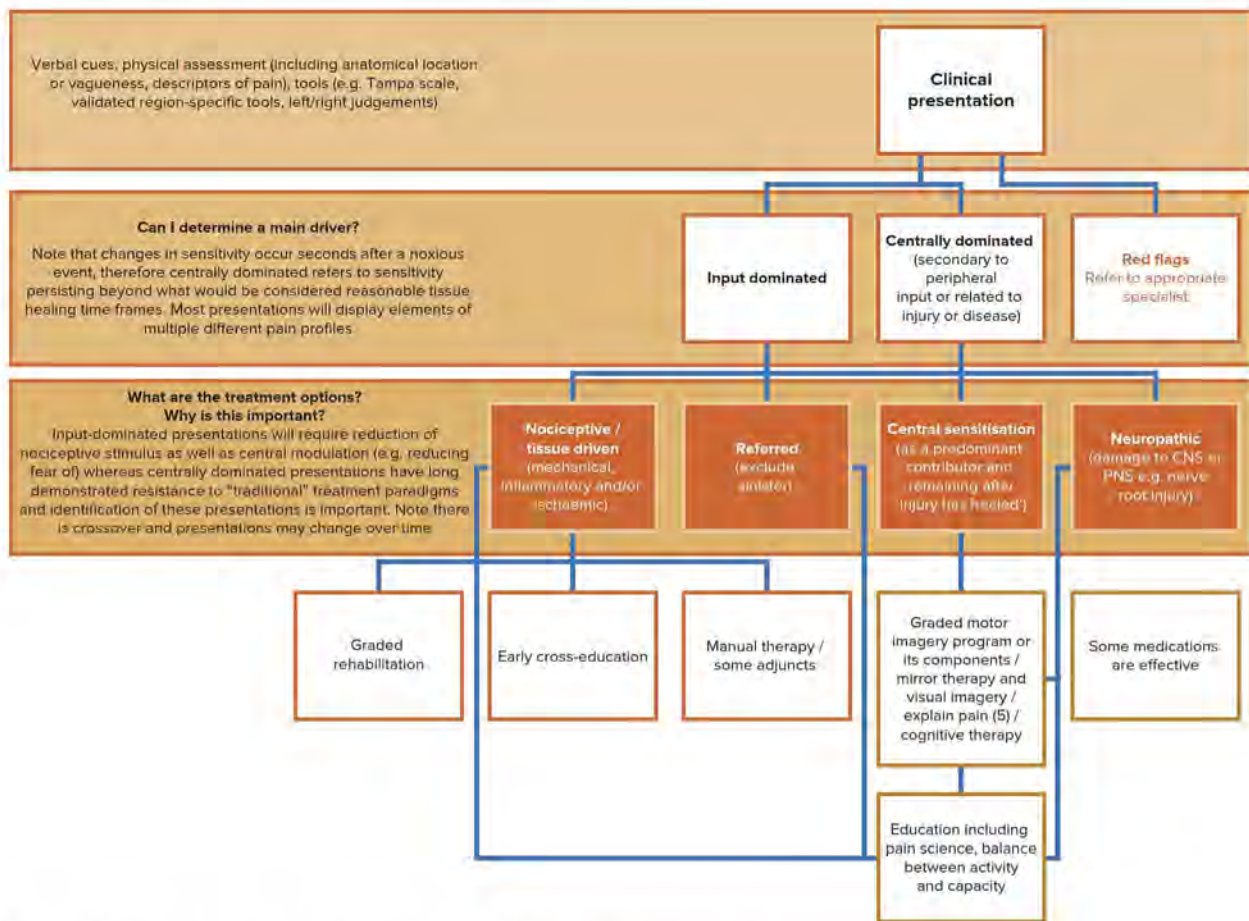 Verbal cues, physical assessment (including anatomical location
or vagueness, descriptors of pain), tools (e.g. Tampa scale,
validated region-specific tools, left/right judgements)
Clinical
presentation
Can I determine a main driver?
Note that changes in sensitivity occur seconds after a noxious
event, therefore centrally dominated refers to sensitivity
persisting beyond what would be considered reasonable tissue
healing time frames. Most presentations will display elements of
multiple different pain profiles
Input dominated
Centrally dominated
(secondary to
peripheral
input or related to
injury or disease)
Red flags
Refer to appropriate
specialist
What are the treatment options?
Why is this important?
Input-dominated presentations will require reduction of
nociceptive stimulus as well as central modulation (e.g. reducing
fear of) whereas centrally dominated presentations have long
demonstrated resistance to "traditional" treatment paradigms
and identification of these presentations is important. Note there
is crossover and presentations may change over time
Nociceptive /
tissue driven
(mechanical,
inflammatory and/or
ischaemic)
Referred
(exclude
sinister)
Central sensitisation
(as a predominant
contributor and
remaining after
injury has 'healed')
Neuropathic
(damage to CNS or
PNS e.g. nerve
root injury)
Graded
rehabilitation
Early cross-education
Manual therapy /
some adjuncts
Graded motor
imagery program or
its components /
mirror therapy and
visual imagery /
explain pain (5) /
cognitive therapy
Some medications
are effective
Education including
pain science, balance
between activity
and capacity